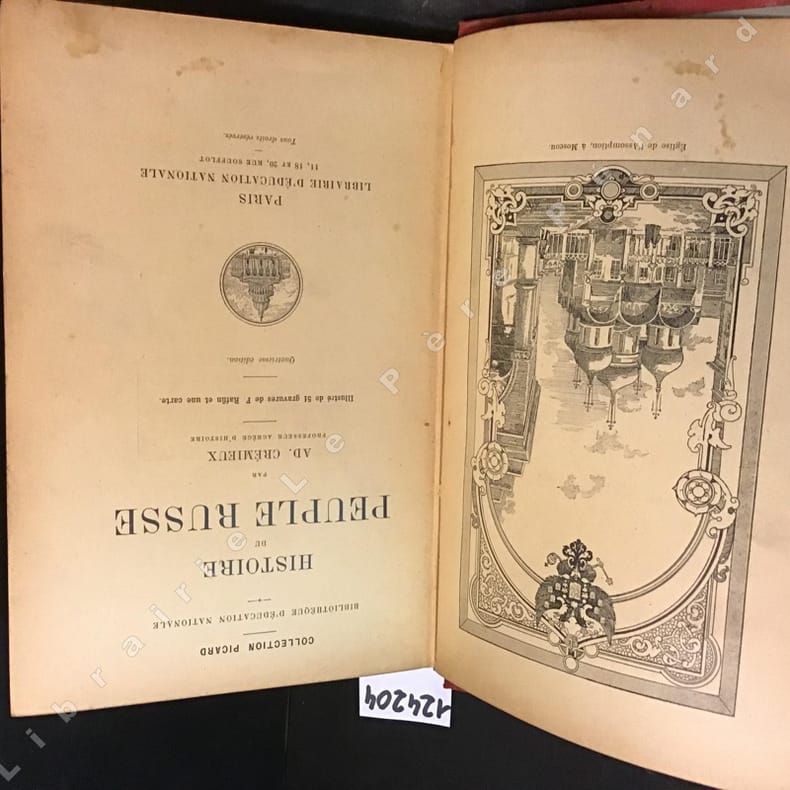 COLLECTION PICARD
BIBLIOTHÈQUE D'ÉDUCATION NATIONALE
HISTOIRE
DU
PEUPLE RUSSE
PAR
AD. CRÉMIEUX
PROFESSEUR AGRÉGÉ D'HISTOIRE
Illustré de 51 gravures de P. Raffin et une carte.
Quatrième édition.
PARIS
LIBRAIRIE D'ÉDUCATION NATIONALE
11, 18 ET 20, RUE SOUFFLOT
Tous droits réservés.
Église de l'Assomption, à Moscou.
124204
Librairie Le Père Pénard